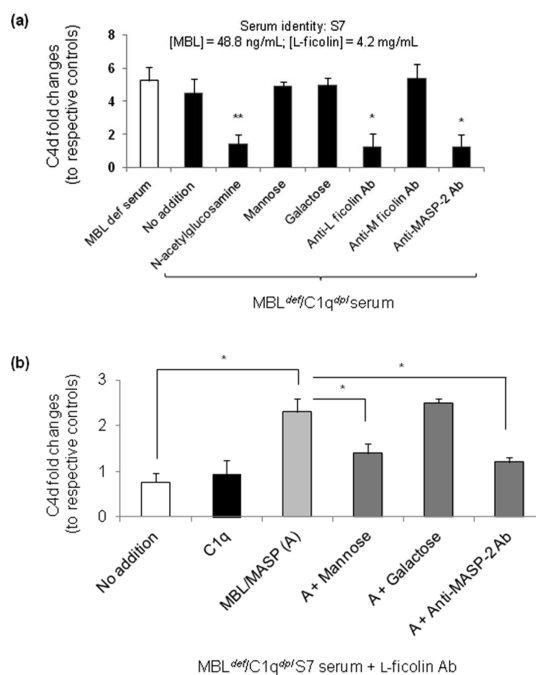 (a)
Serum identity: S7
[MBL] = 48.8 ng/mL; [L-ficolin] = 4.2 mg/mL
C4d fold changes
(to respective controls)
8
6
4
2
0
**
*
*
MBL def serum
No addition
N-acetylglucosamine
Mannose
Galactose
Anti-L ficolin Ab
Anti-M ficolin Ab
Anti-MASP-2 Ab
MBLdef/C1qdpl serum
(b)
C4d fold changes
(to respective controls)
3
2
1
0
*
*
*
No addition
C1q
MBL/MASP (A)
A + Mannose
A + Galactose
A + Anti-MASP-2 Ab
MBLdef/C1qdpl S7 serum + L-ficolin Ab